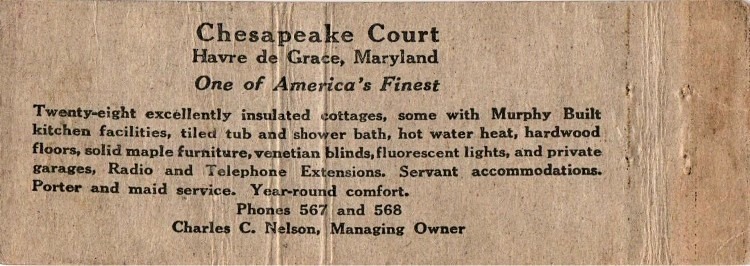 Chesapeake Court
Havre de Grace, Maryland
One of America's Finest
Twenty-eight excellently insulated cottages, some with Murphy Built
kitchen facilities, tiled tub and shower bath, hot water heat, hardwood
floors, solid maple furniture, venetian blinds, fluorescent lights, and private
garages, Radio and Telephone Extensions. Servant accommodations.
Porter and maid service. Year-round comfort.
Phones 567 and 568
Charles C. Nelson, Managing Owner